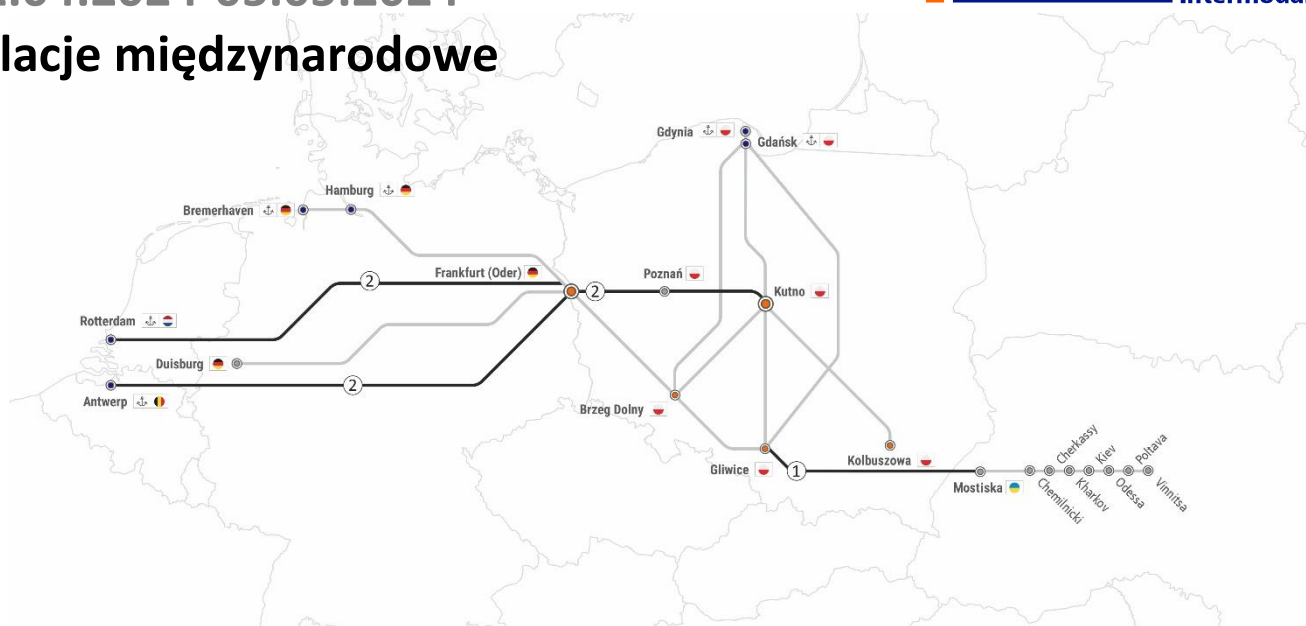 lacje międzynarodowe
Gdynia
Gdańsk
Hamburg
Bremerhaven
Frankfurt (Oder)
2
2
Poznań
Kutno
Rotterdam
Duisburg
2
Antwerp
Brzeg Dolny
Gliwice
1
Kolbuszowa
Mostiska
Chemilnicki
Cherkassy
Kharkov
Kiev
Odessa
Poltava
Vinnitsa